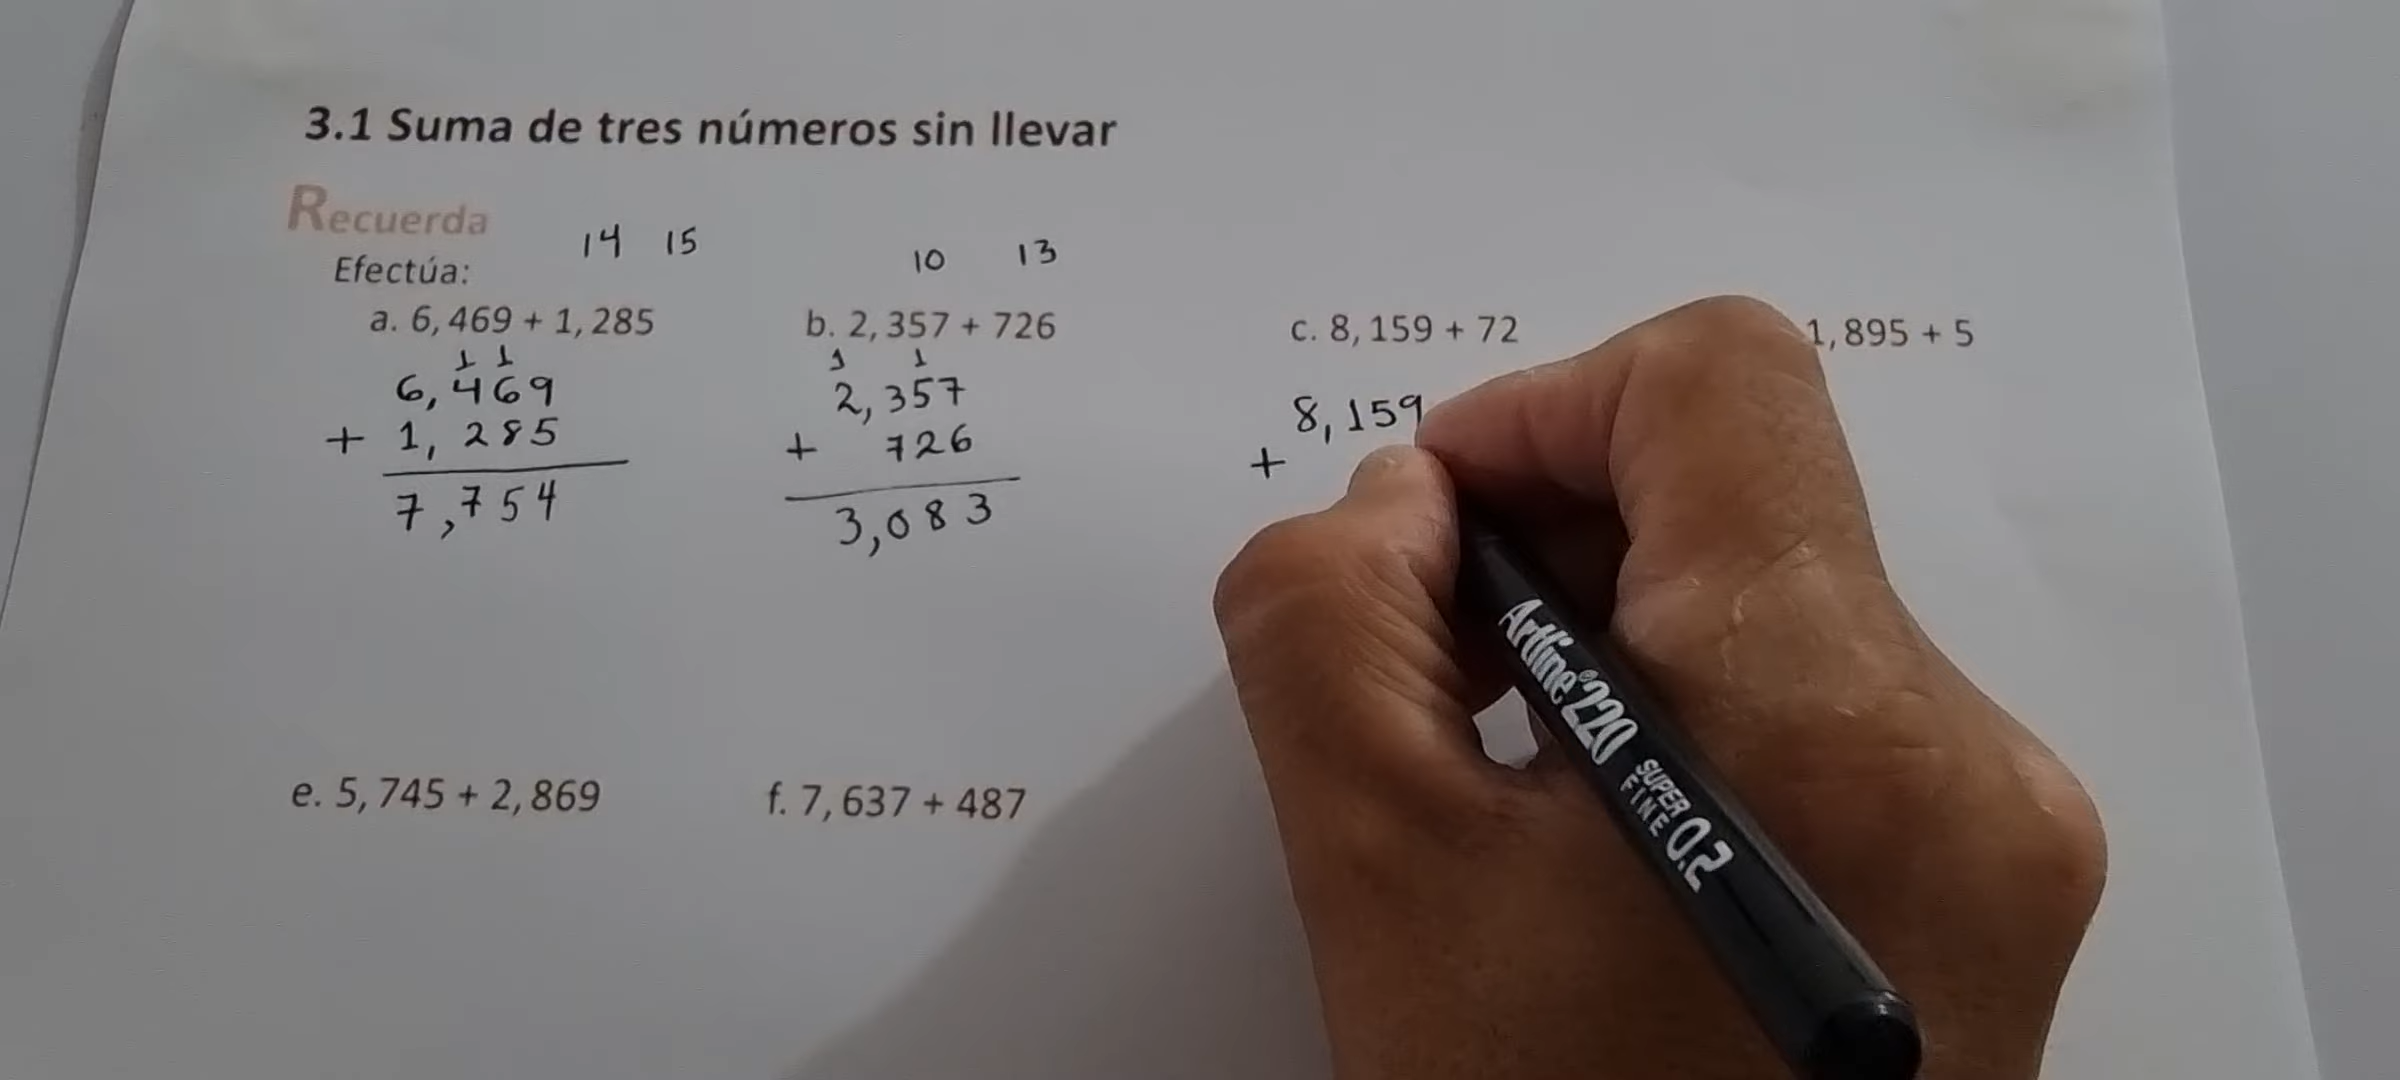 3.1 Suma de tres números sin llevar
Recuerda
Efectúa:
14 15
10 13
a. 6, 469 + 1, 285
1 1
6, 469
+ 1, 285
7, 754
b. 2, 357 + 726
1 1
2, 357
+ 726
3, 083
c. 8, 159 + 72
8, 159
+
1, 895 + 5
e. 5, 745 + 2, 869
f. 7, 637 + 487
Artline®220
SUPER
FINE 0.2